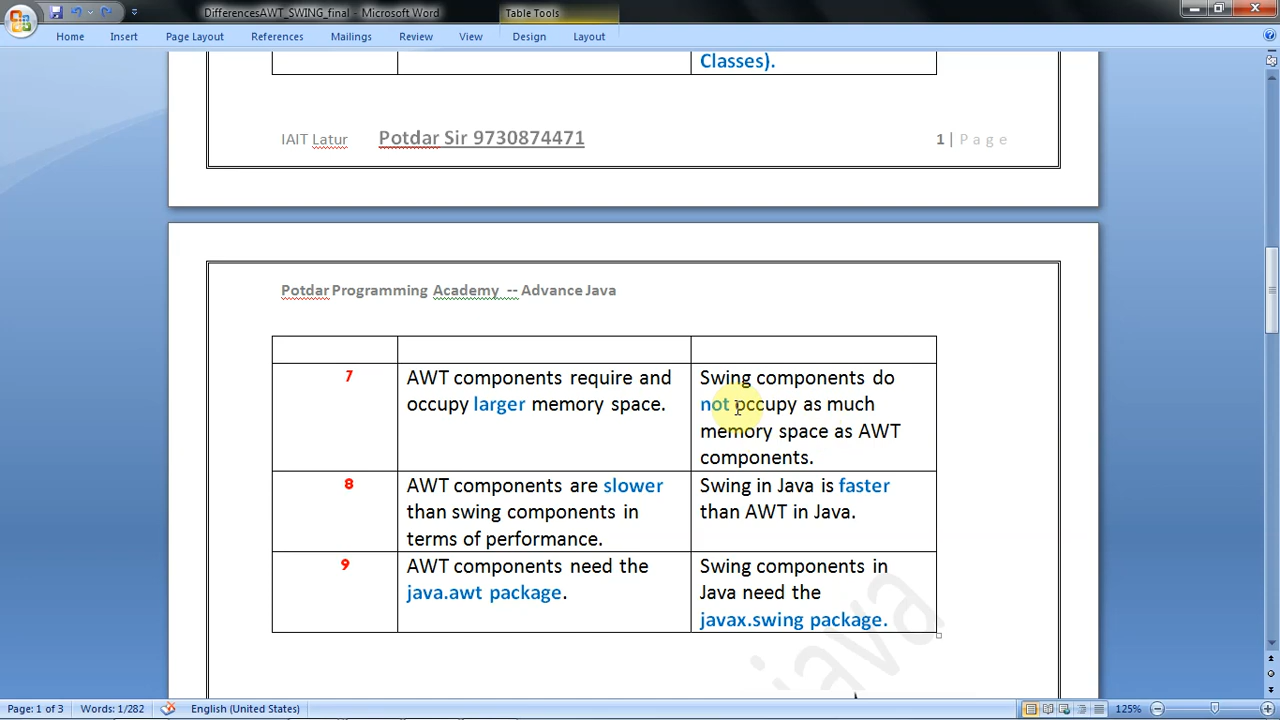 DifferencesAWT_SWING_final - Microsoft Word
Table Tools
Home Insert Page Layout References Mailings Review View Design Layout
Classes).
IAIT Latur Potdar Sir 9730874471 1 | Page
Potdar Programming Academy -- Advance Java
7
AWT components require and
occupy larger memory space.
Swing components do
not occupy as much
memory space as AWT
components.
8
AWT components are slower
than swing components in
terms of performance.
Swing in Java is faster
than AWT in Java.
9
AWT components need the
java.awt package.
Swing components in
Java need the
javax.swing package.
java
Page: 1 of 3 Words: 1/282 English (United States) 125%